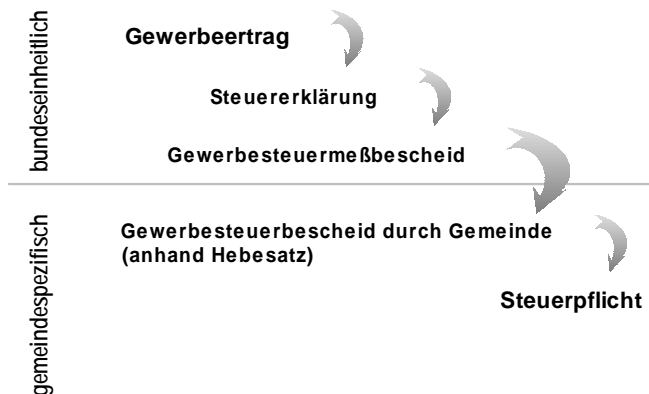 bundeseinheitlich
Gewerbeertrag
Steuererklärung
Gewerbesteuermeßbescheid
gemeindespezifisch
Gewerbesteuerbescheid durch Gemeinde
(anhand Hebesatz)
Steuerpflicht